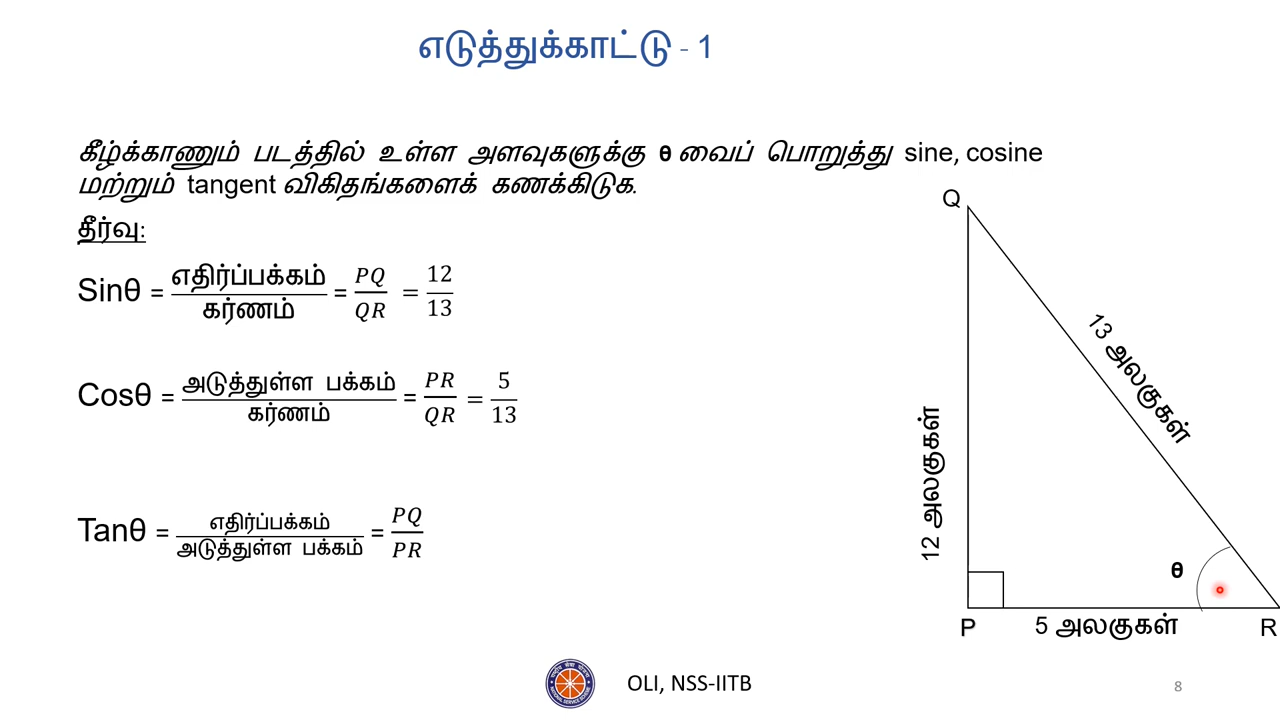 எடுத்துக்காட்டு - 1
கீழ்க்காணும் படத்தில் உள்ள அளவுகளுக்கு θ வைப் பொறுத்து sine, cosine
மற்றும் tangent விகிதங்களைக் கணக்கிடுக.
தீர்வு:
Sinθ = எதிர்ப்பக்கம் / கர்ணம் = PQ / QR = 12 / 13
Cosθ = அடுத்துள்ள பக்கம் / கர்ணம் = PR / QR = 5 / 13
Tanθ = எதிர்ப்பக்கம் / அடுத்துள்ள பக்கம் = PQ / PR
Q
13 அலகுகள்
12 அலகுகள்
θ
P
5 அலகுகள்
R
OLI, NSS-IITB
8